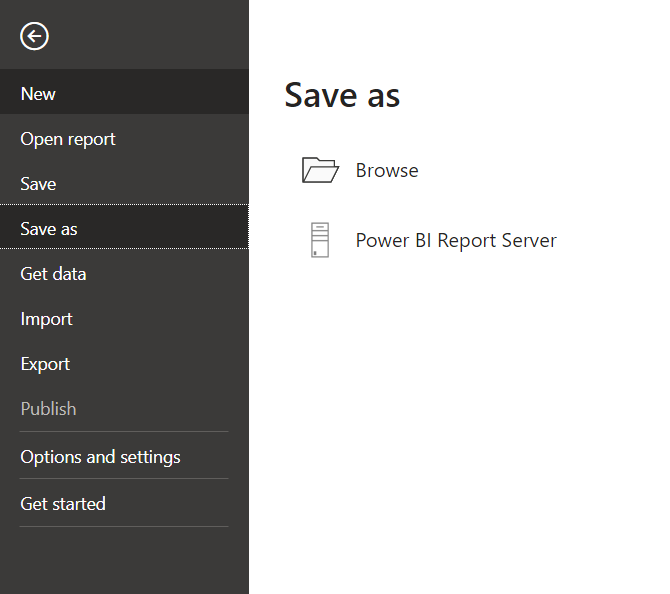 New
Open report
Save
Save as
Get data
Import
Export
Publish
Options and settings
Get started
Save as
Browse
Power BI Report Server